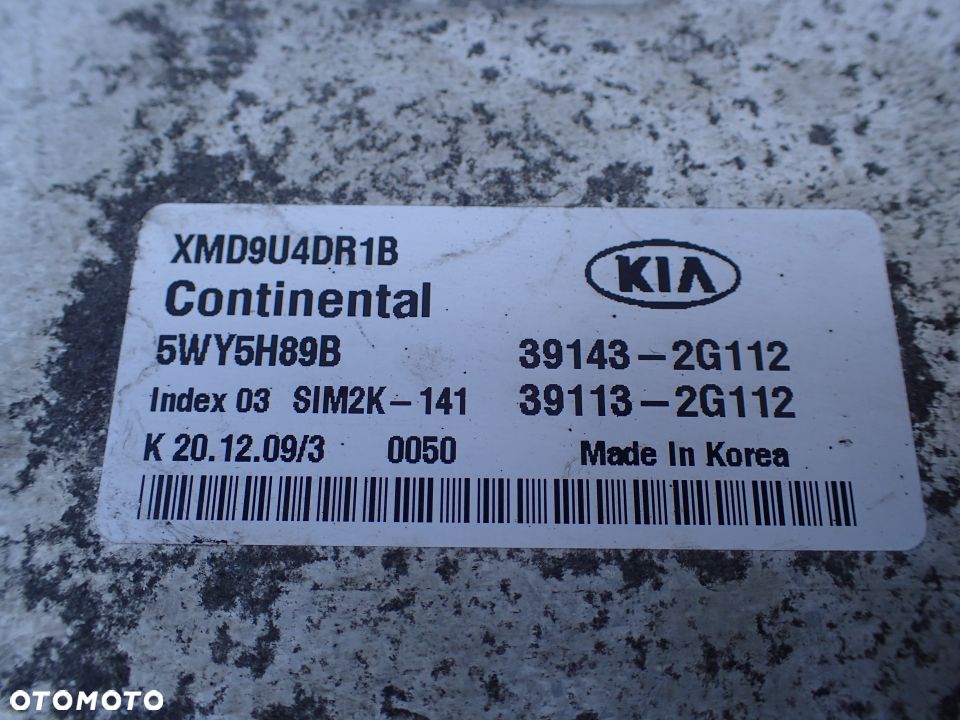 XMD9U4DR1B
Continental
KIA
5WY5H89B 39143-2G112
Index 03 SIM2K-141 39113-2G112
K 20.12.09/3 0050 Made In Korea
OTOMOTO